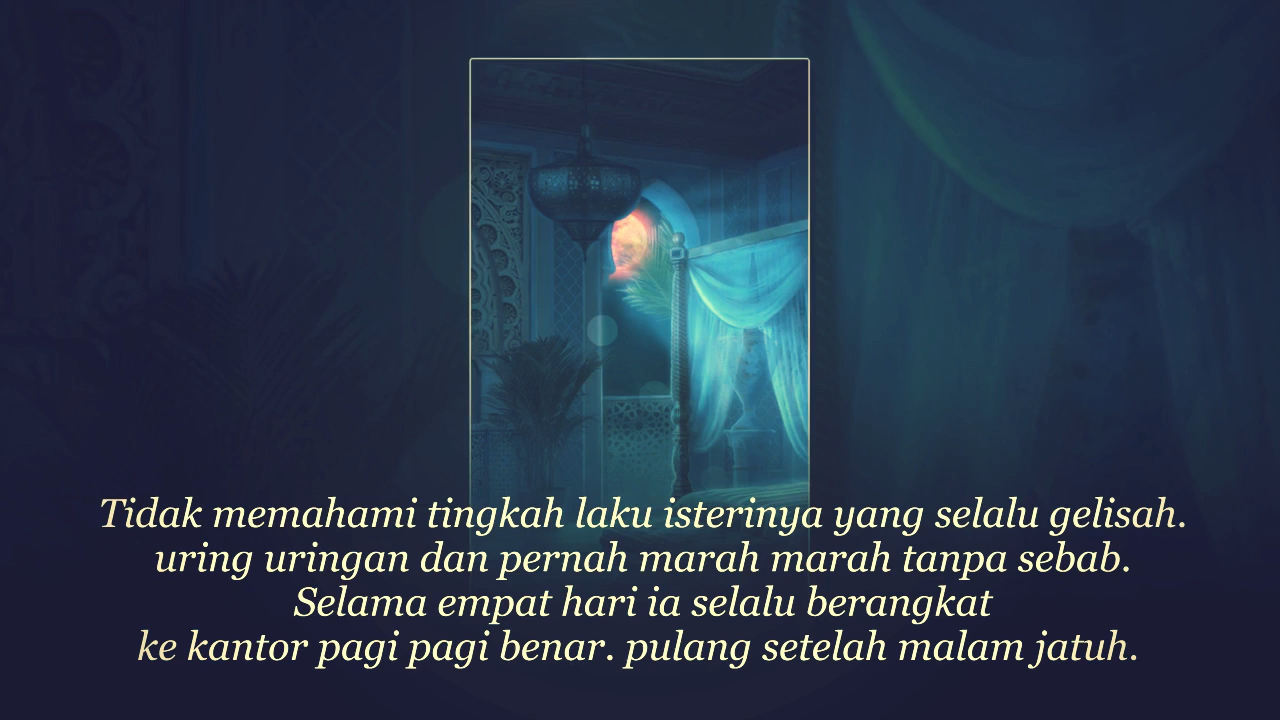 Tidak memahami tingkah laku isterinya yang selalu gelisah.
uring uringan dan pernah marah marah tanpa sebab.
Selama empat hari ia selalu berangkat
ke kantor pagi pagi benar. pulang setelah malam jatuh.